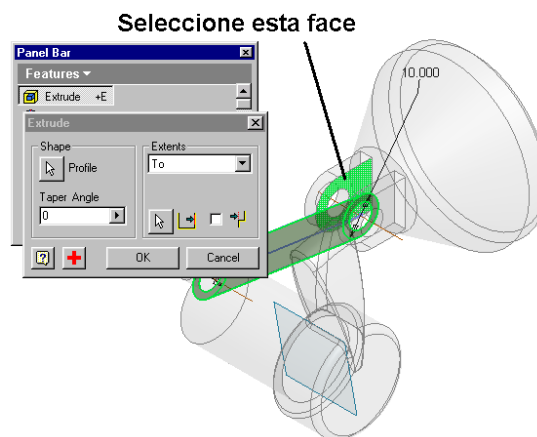 Seleccione esta face
Panel Bar
Features
Extrude +E
Extrude
Shape
Profile
Taper Angle
0
Extents
To
OK
Cancel
10.000